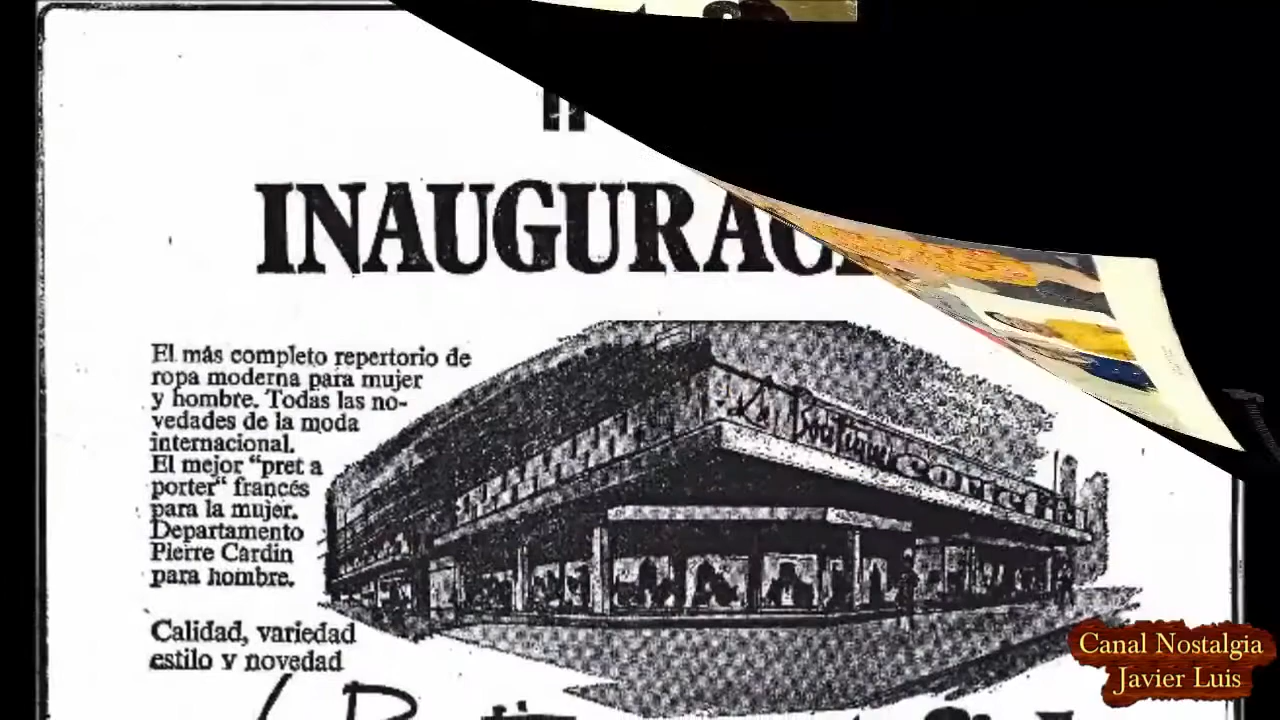 INAUGURAC
El más completo repertorio de
ropa moderna para mujer
y hombre. Todas las no-
vedades de la moda
internacional.
El mejor "pret a
porter" francés
para la mujer.
Departamento
Pierre Cardin
para hombre.
Calidad, variedad
estilo y novedad
La Boutique
Canal Nostalgia
Javier Luis